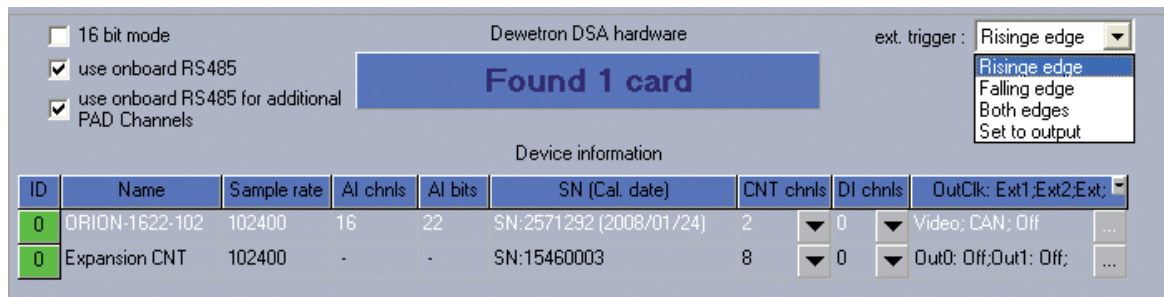 16 bit mode
Dewetron DSA hardware
ext. trigger : Risinge edge
use onboard RS485
Found 1 card
Risinge edge
Falling edge
Both edges
Set to output
use onboard RS485 for additional
PAD Channels
Device information
ID Name Sample rate AI chnls AI bits SN (Cal. date) CNT chnls DI chnls OutClk: Ext1;Ext2;Ext;
0 ORION-1622-102 102400 16 22 SN:2571292 (2008/01/24) 2 0 Video; CAN; Off ...
0 Expansion CNT 102400 - - SN:15460003 8 0 Out0: Off;Out1: Off; ...